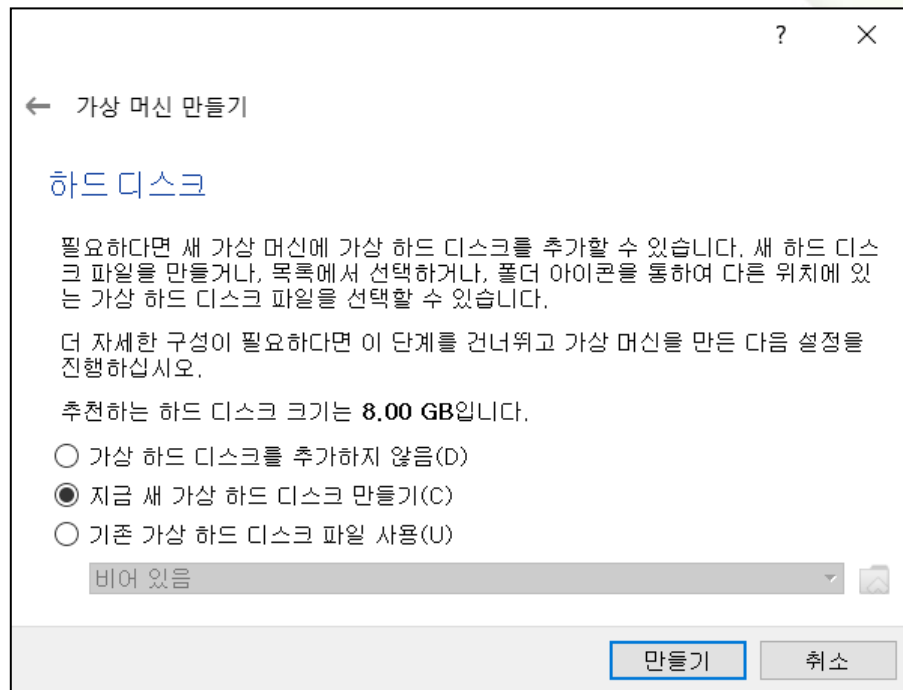 ?
← 가상 머신 만들기
하드 디스크
필요하다면 새 가상 머신에 가상 하드 디스크를 추가할 수 있습니다. 새 하드 디스
크 파일을 만들거나, 목록에서 선택하거나, 폴더 아이콘을 통하여 다른 위치에 있
는 가상 하드 디스크 파일을 선택할 수 있습니다.
더 자세한 구성이 필요하다면 이 단계를 건너뛰고 가상 머신을 만든 다음 설정을
진행하십시오.
추천하는 하드 디스크 크기는 8.00 GB입니다.
가상 하드 디스크를 추가하지 않음(D)
지금 새 가상 하드 디스크 만들기(C)
기존 가상 하드 디스크 파일 사용(U)
비어 있음
만들기 취소